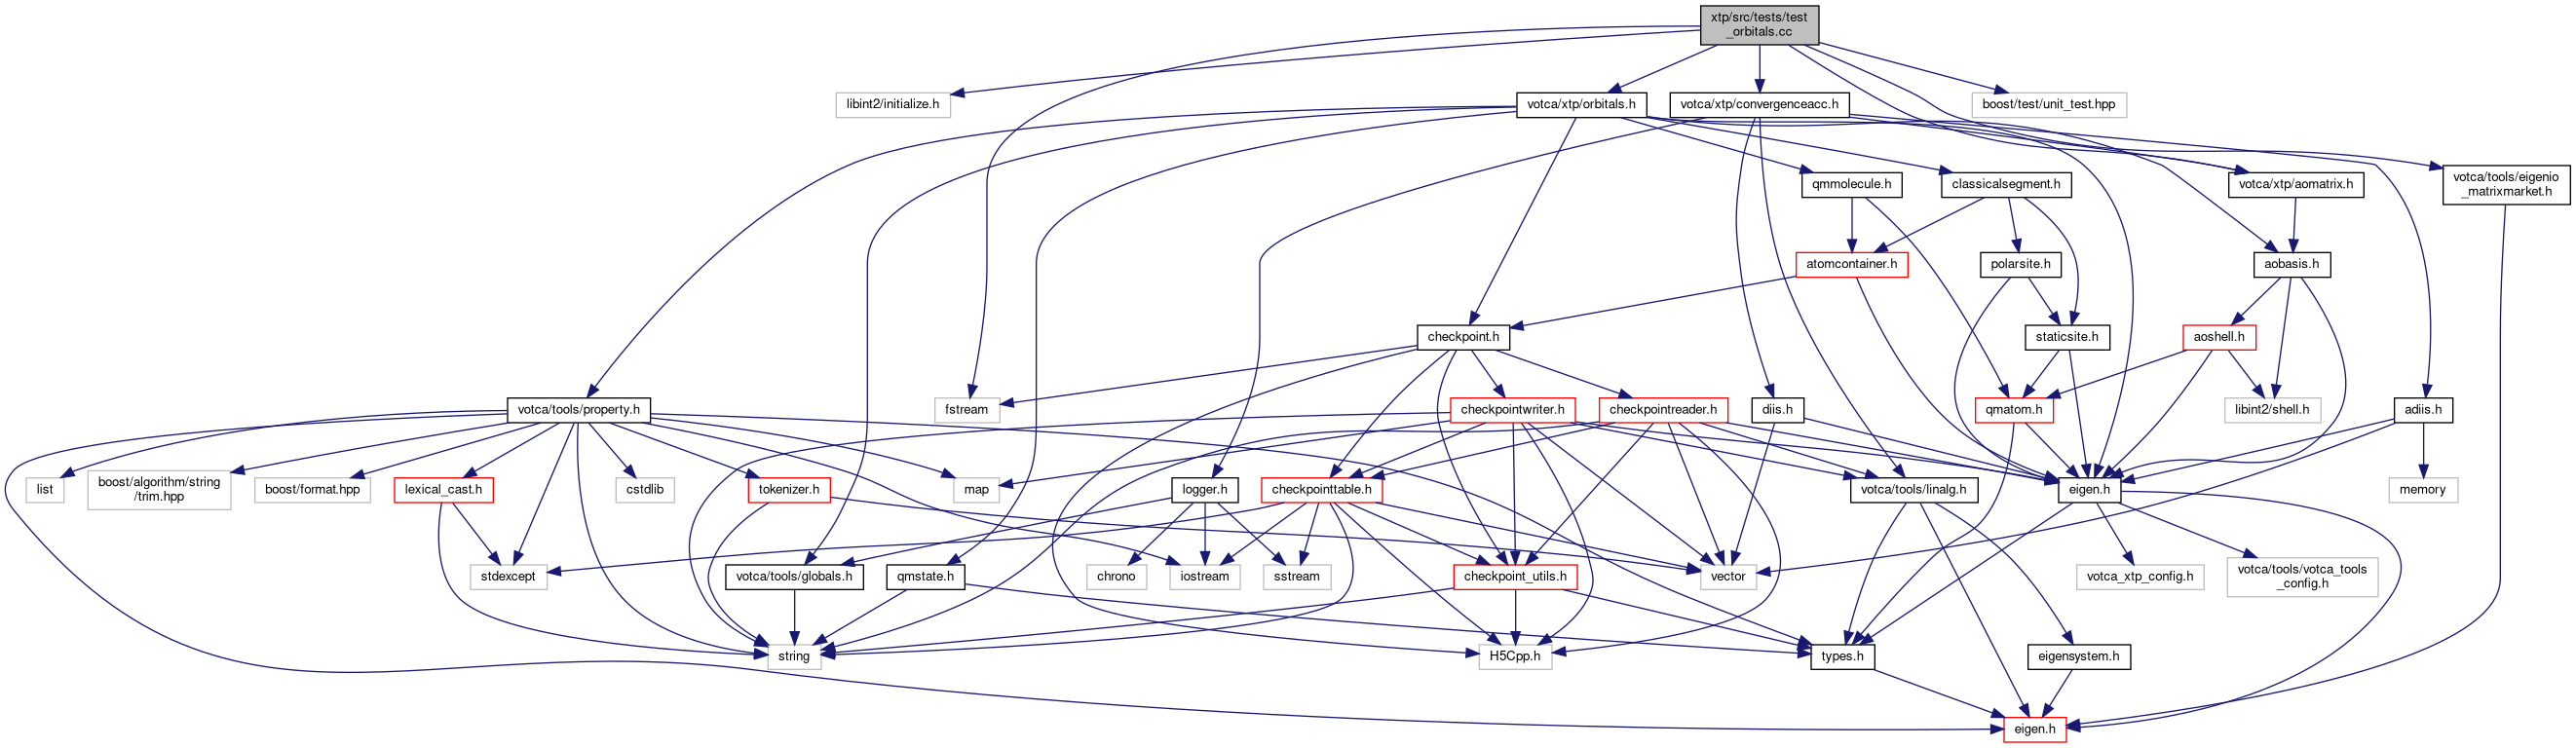 xtp/src/tests/test
_orbitals.cc
libint2/initialize.h
votca/xtp/orbitals.h
votca/xtp/convergenceacc.h
boost/test/unit_test.hpp
qmmolecule.h
classicalsegment.h
votca/xtp/aomatrix.h
votca/tools/eigenio
_matrixmarket.h
atomcontainer.h
polarsite.h
aobasis.h
checkpoint.h
staticsite.h
aoshell.h
fstream
votca/tools/property.h
checkpointwriter.h
checkpointreader.h
diis.h
qmatom.h
libint2/shell.h
adiis.h
list
boost/algorithm/string
/trim.hpp
boost/format.hpp
lexical_cast.h
cstdlib
tokenizer.h
map
logger.h
checkpointtable.h
votca/tools/linalg.h
eigen.h
memory
stdexcept
votca/tools/globals.h
qmstate.h
chrono
iostream
sstream
checkpoint_utils.h
vector
votca_xtp_config.h
votca/tools/votca_tools
_config.h
string
H5Cpp.h
types.h
eigensystem.h
eigen.h